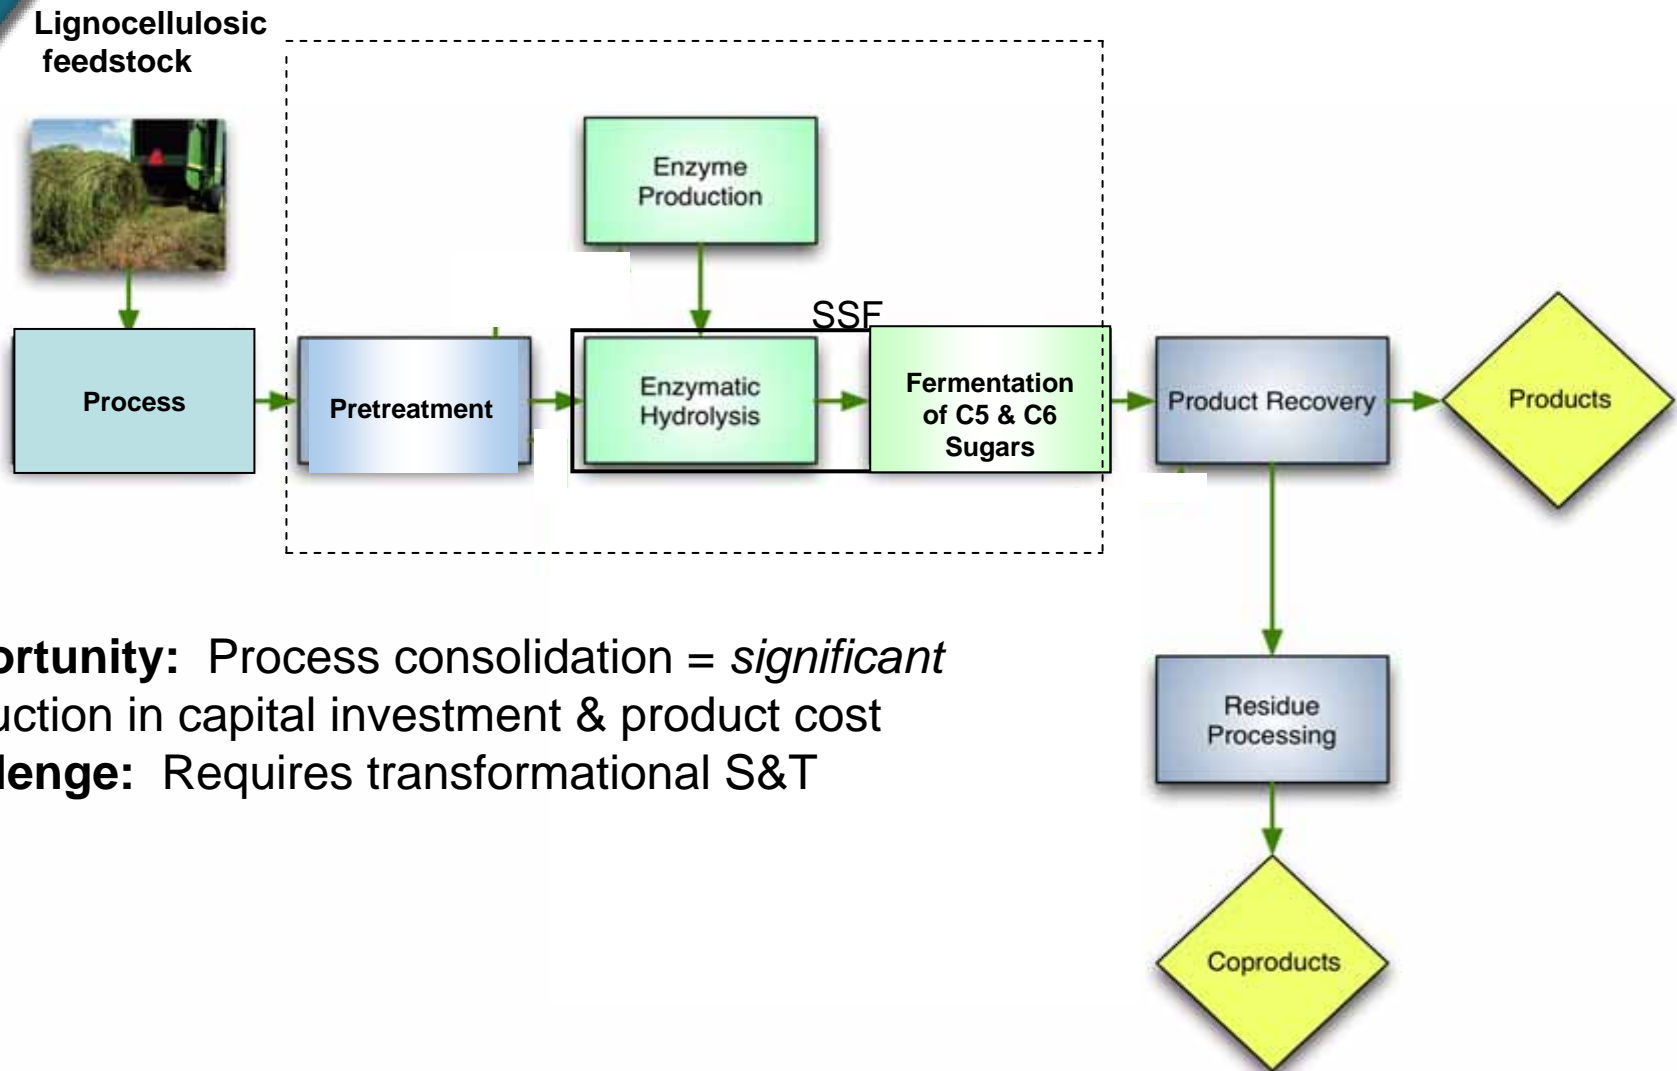 Lignocellulosic
feedstock
Enzyme
Production
SSF
Process
Pretreatment
Enzymatic
Hydrolysis
Fermentation
of C5 & C6
Sugars
Product Recovery
Products
ortunity: Process consolidation = significant
uction in capital investment & product cost
lenge: Requires transformational S&T
Residue
Processing
Coproducts